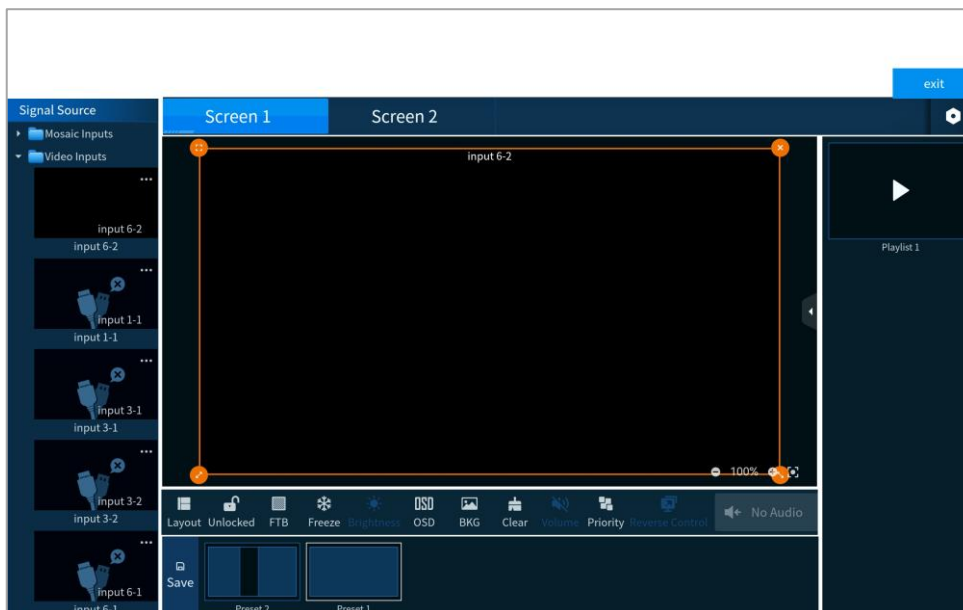 exit
Signal Source
Screen 1
Screen 2
Mosaic Inputs
Video Inputs
input 6-2
input 6-2
input 1-1
input 1-1
input 3-1
input 3-1
input 3-2
input 3-2
input 6-1
input 6-1
input 6-2
100%
Playlist 1
Layout Unlocked FTB Freeze Brightness OSD OSD BKG Clear Volume Priority Reverse Control No Audio
Save
Preset 2
Preset 1